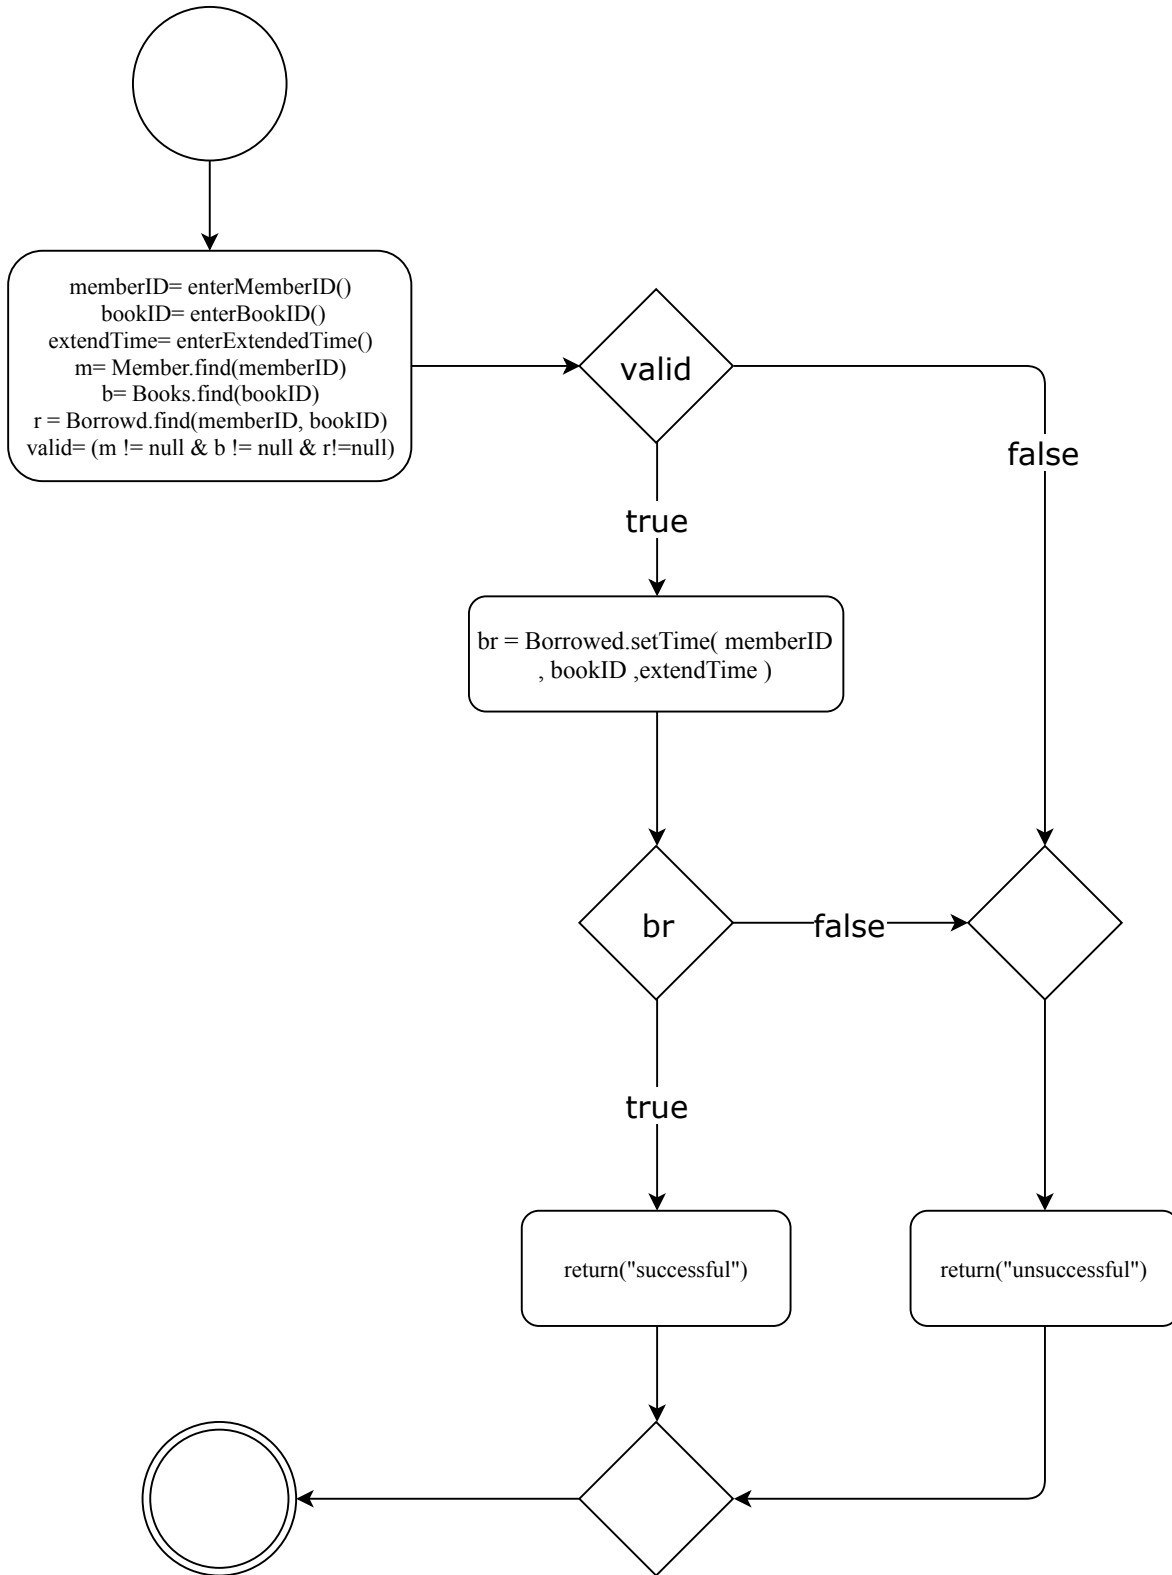 memberID= enterMemberID()
bookID= enterBookID()
extendTime= enterExtendedTime()
m= Member.find(memberID)
b= Books.find(bookID)
r = Borrowd.find(memberID, bookID)
valid= (m != null & b != null & r!=null)
valid
false
true
br = Borrowed.setTime( memberID
, bookID ,extendTime )
br
false
true
return("successful")
return("unsuccessful")